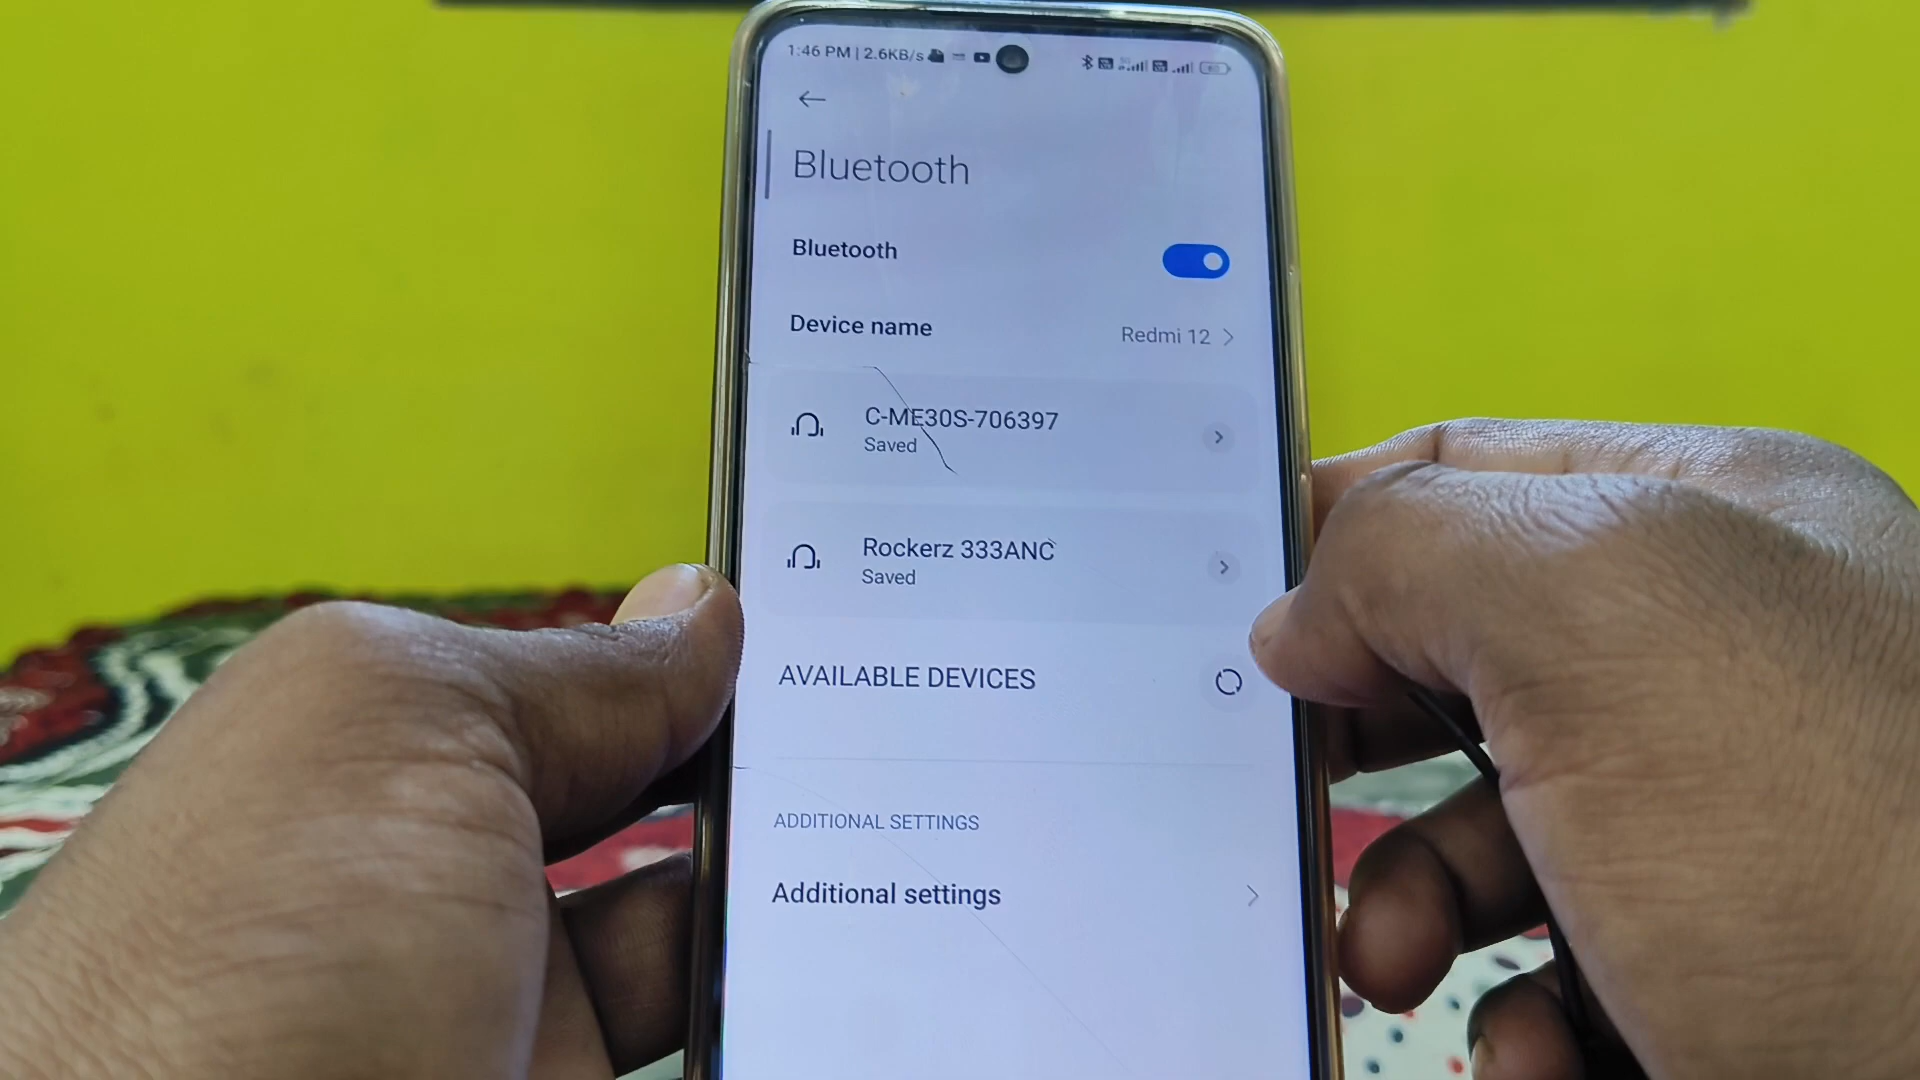 1:46 PM | 2.6KB/s
Bluetooth
Bluetooth
Device name
Redmi 12
C-ME30S-706397
Saved
Rockerz 333ANC
Saved
AVAILABLE DEVICES
ADDITIONAL SETTINGS
Additional settings